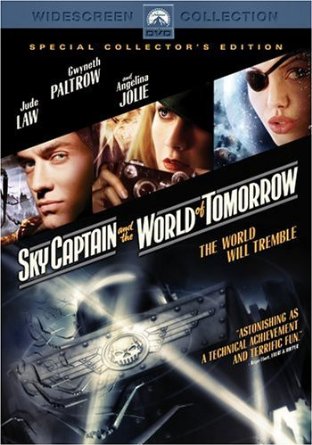 WIDESCREEN COLLECTION
DVD
SPECIAL COLLECTOR'S EDITION
Jude LAW
Gwyneth PALTROW
and Angelina JOLIE
SKY CAPTAIN and the WORLD of TOMORROW
THE WORLD
WILL TREMBLE
"ASTONISHING AS
A TECHNICAL ACHIEVEMENT
AND TERRIFIC FUN."